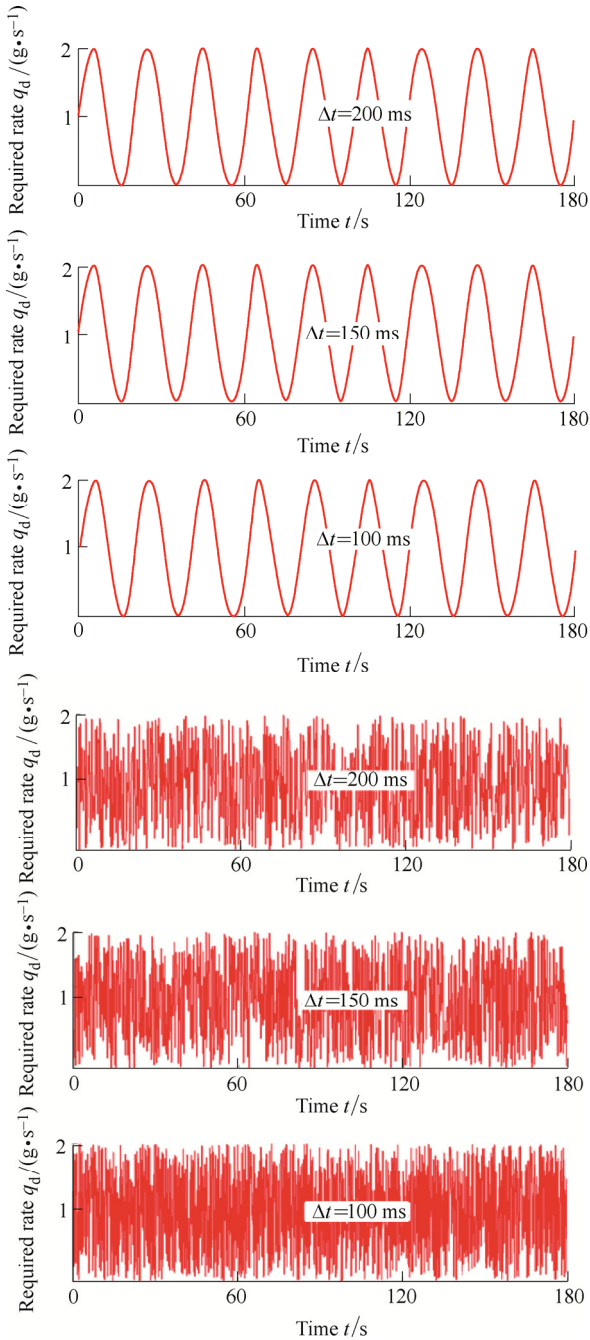 Required rate q_d/(g•s⁻¹)
2
1
Δt=200 ms
0
60
120
180
Time t/s
Required rate q_d/(g•s⁻¹)
2
1
Δt=150 ms
0
60
120
180
Time t/s
Required rate q_d/(g•s⁻¹)
2
1
Δt=100 ms
0
60
120
180
Time t/s
Required rate q_d/(g•s⁻¹)
2
1
Δt=200 ms
0
60
120
180
Time t/s
Required rate q_d/(g•s⁻¹)
2
1
Δt=150 ms
0
60
120
180
Time t/s
Required rate q_d/(g•s⁻¹)
2
1
Δt=100 ms
0
60
120
180
Time t/s